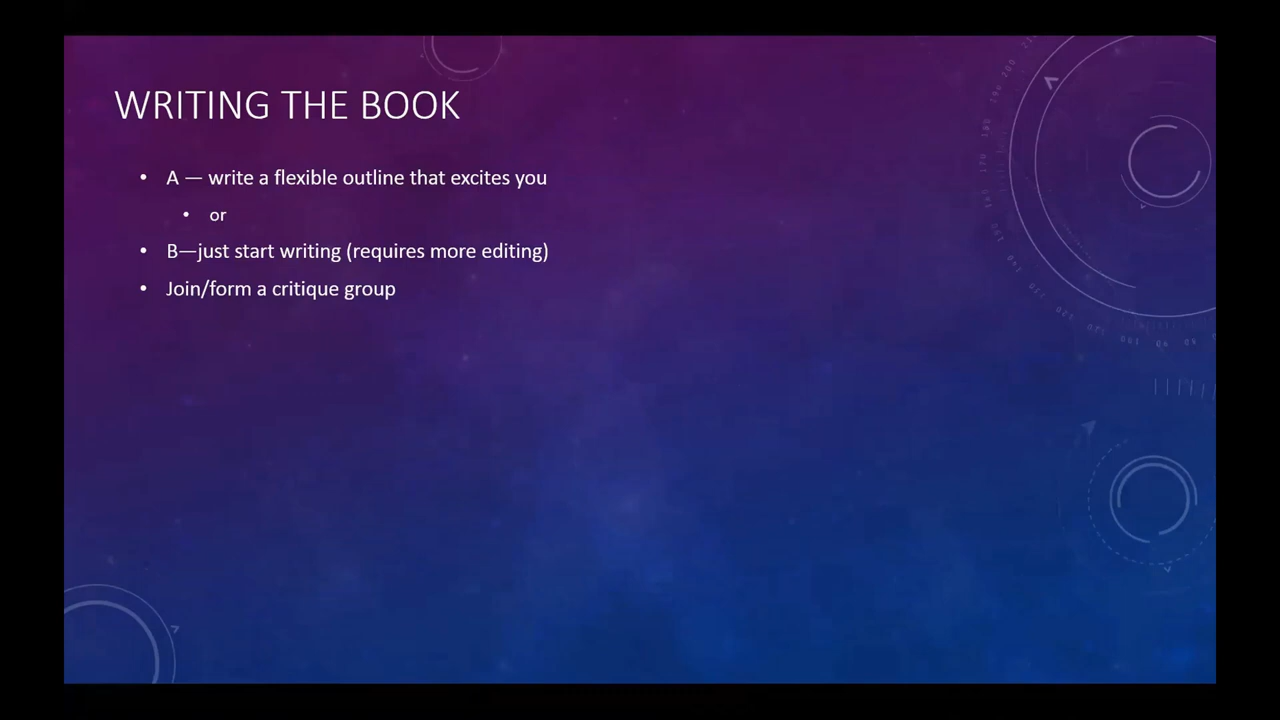 WRITING THE BOOK
• A — write a flexible outline that excites you
• or
• B—just start writing (requires more editing)
• Join/form a critique group